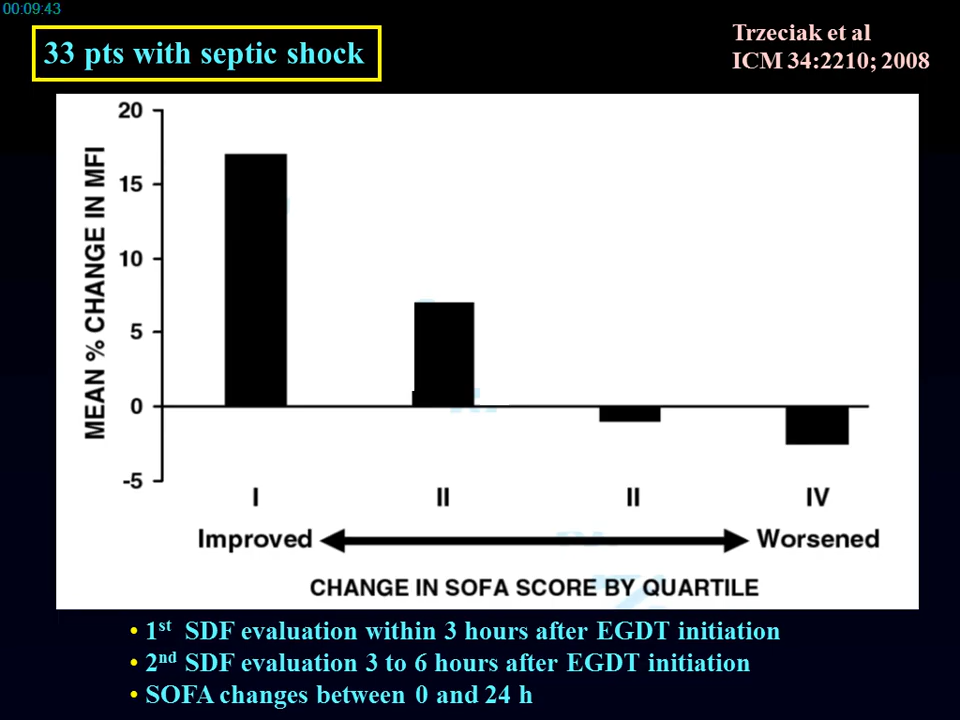 00:09:43
33 pts with septic shock
Trzeciak et al
ICM 34:2210; 2008
MEAN % CHANGE IN MFI
20
15
10
5
0
-5
I II II IV
Improved Worsened
CHANGE IN SOFA SCORE BY QUARTILE
• 1st SDF evaluation within 3 hours after EGDT initiation
• 2nd SDF evaluation 3 to 6 hours after EGDT initiation
• SOFA changes between 0 and 24 h